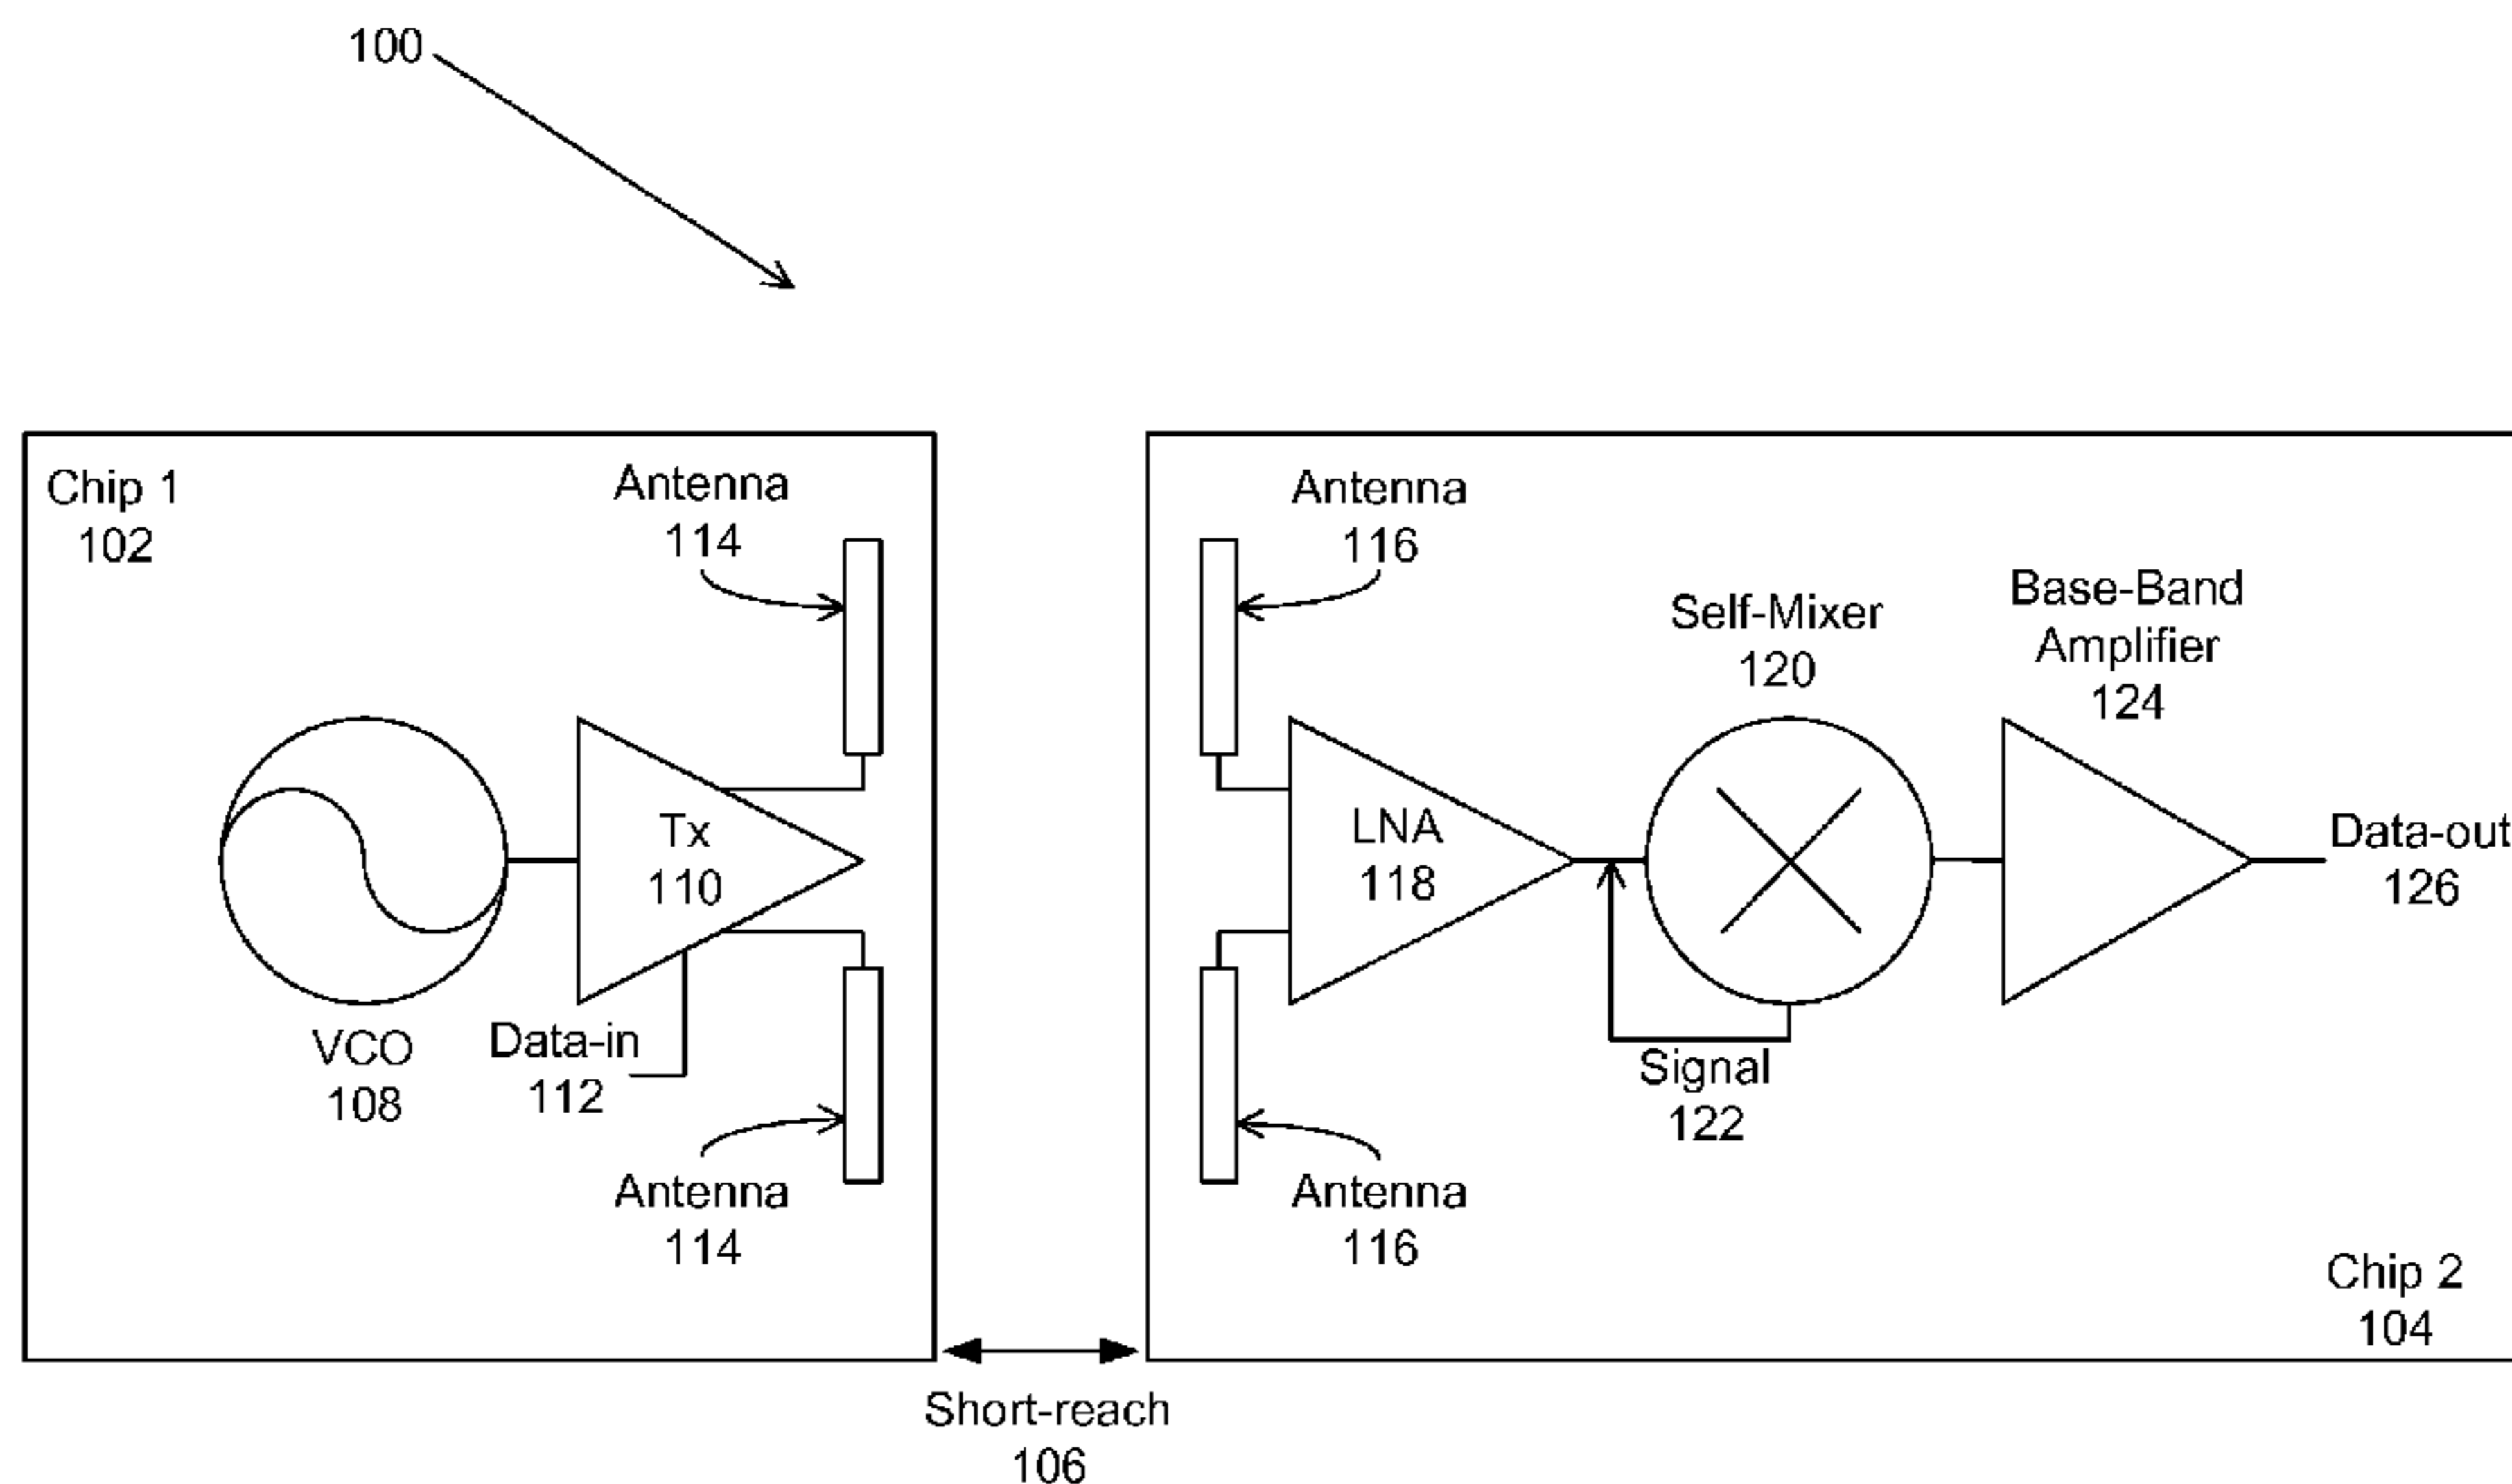 100
Chip 1
102
Antenna
114
Tx
110
VCO
108
Data-in
112
Antenna
114
Short-reach
106
Antenna
116
LNA
118
Self-Mixer
120
Base-Band
Amplifier
124
Data-out
126
Signal
122
Antenna
116
Chip 2
104